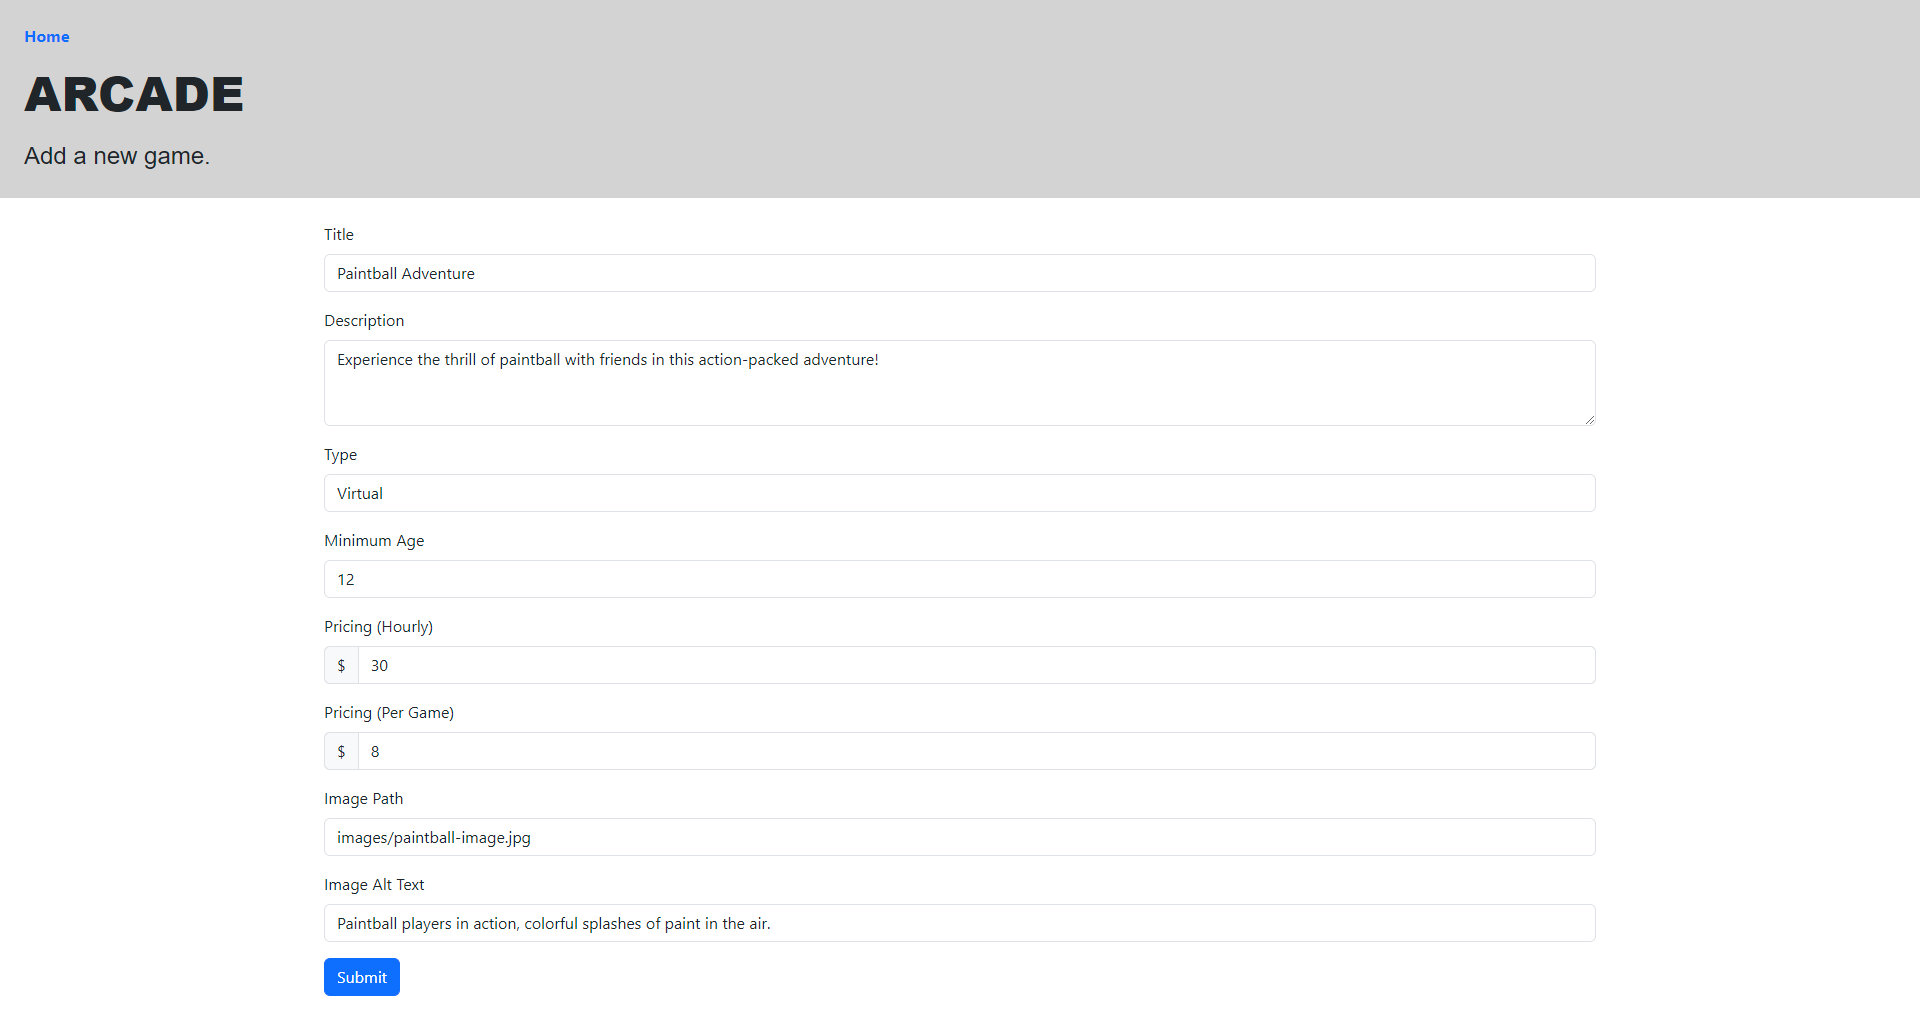 Home
ARCADE
Add a new game.
Title
Paintball Adventure
Description
Experience the thrill of paintball with friends in this action-packed adventure!
Type
Virtual
Minimum Age
12
Pricing (Hourly)
$ 30
Pricing (Per Game)
$ 8
Image Path
images/paintball-image.jpg
Image Alt Text
Paintball players in action, colorful splashes of paint in the air.
Submit